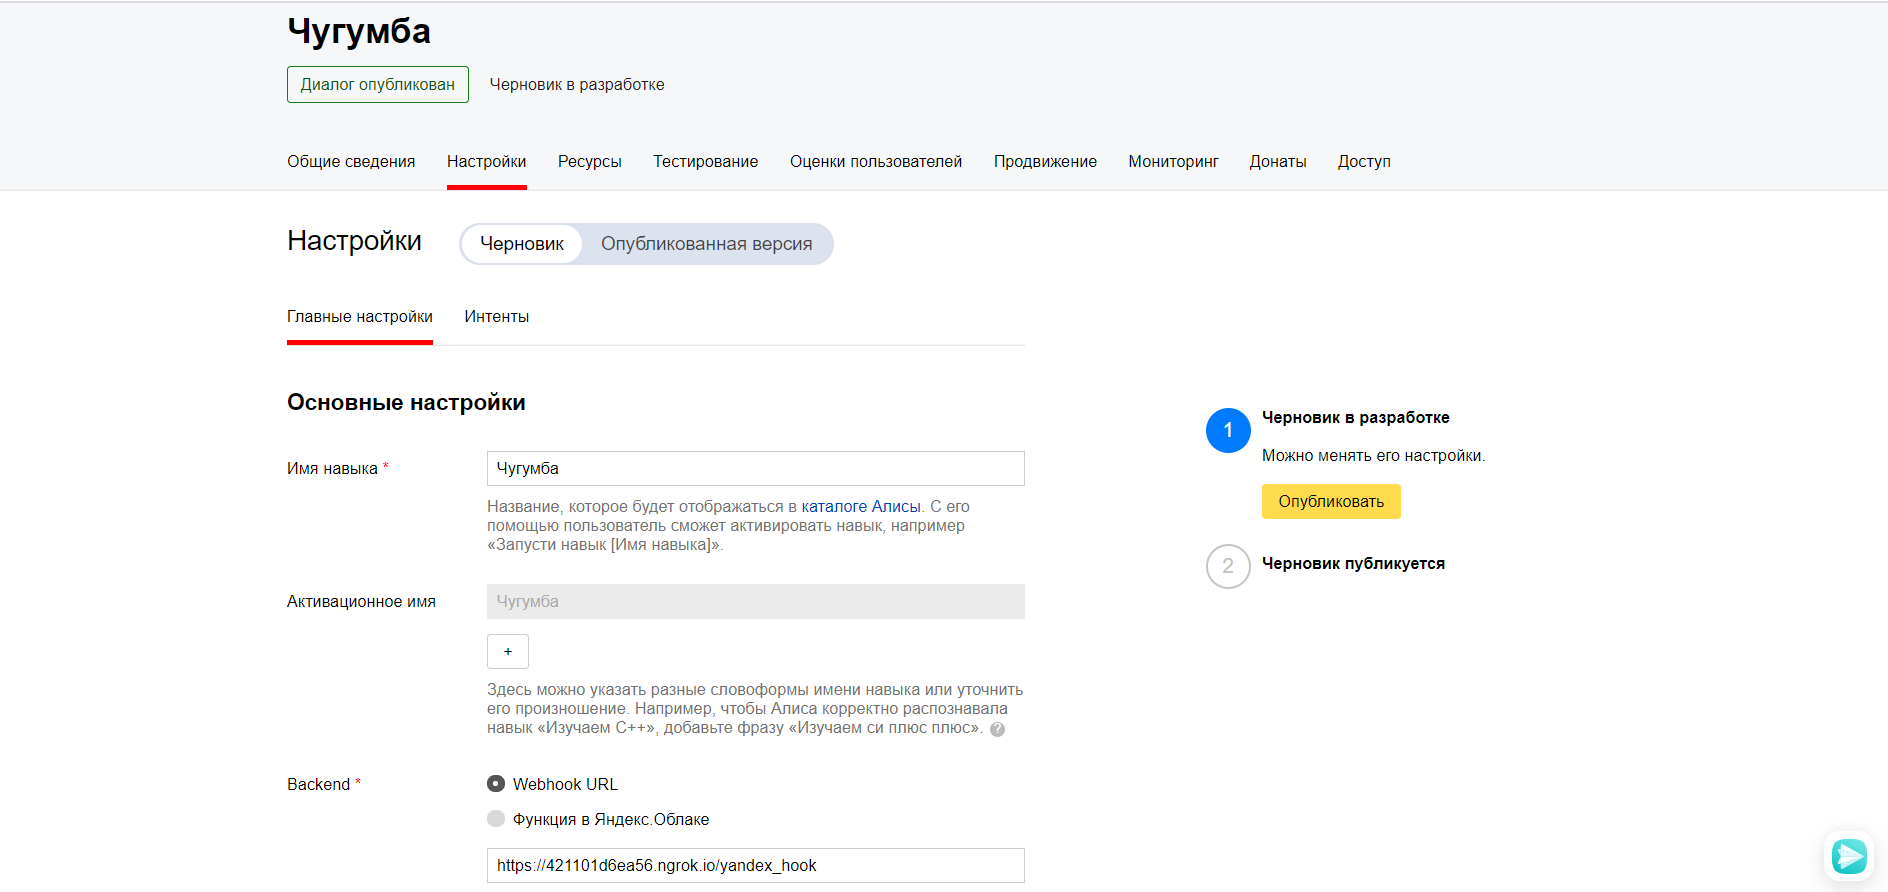 Чугумба
Диалог опубликован
Черновик в разработке
Общие сведения
Настройки
Ресурсы
Тестирование
Оценки пользователей
Продвижение
Мониторинг
Донаты
Доступ
Настройки
Черновик
Опубликованная версия
Главные настройки
Интенты
Основные настройки
Имя навыка *
Чугумба
Название, которое будет отображаться в каталоге Алисы. С его
помощью пользователь сможет активировать навык, например
«Запусти навык [Имя навыка]».
Активационное имя
Чугумба
+
Здесь можно указать разные словоформы имени навыка или уточнить
его произношение. Например, чтобы Алиса корректно распознавала
навык «Изучаем C++», добавьте фразу «Изучаем си плюс плюс». ?
Backend *
Webhook URL
Функция в Яндекс.Облаке
https://421101d6ea56.ngrok.io/yandex_hook
1
Черновик в разработке
Можно менять его настройки.
Опубликовать
2
Черновик публикуется